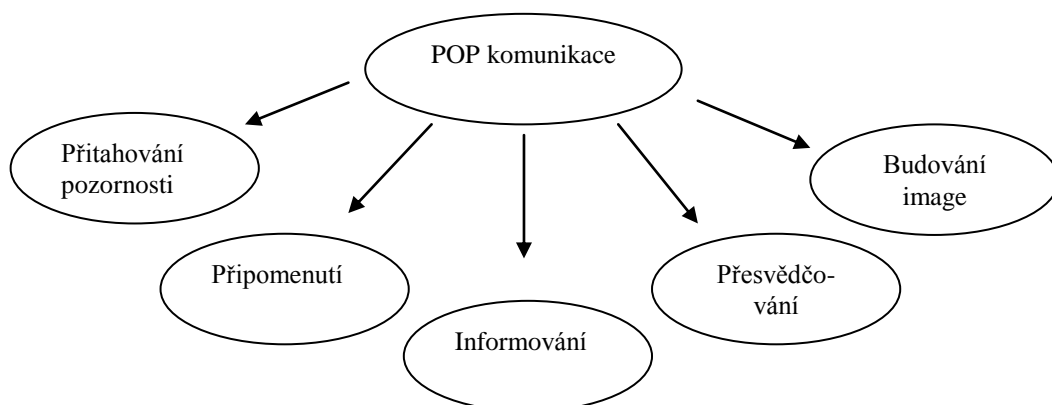 POP komunikace
Přitahování
pozornosti
Připomenutí
Informování
Přesvědčo-
vání
Budování
image